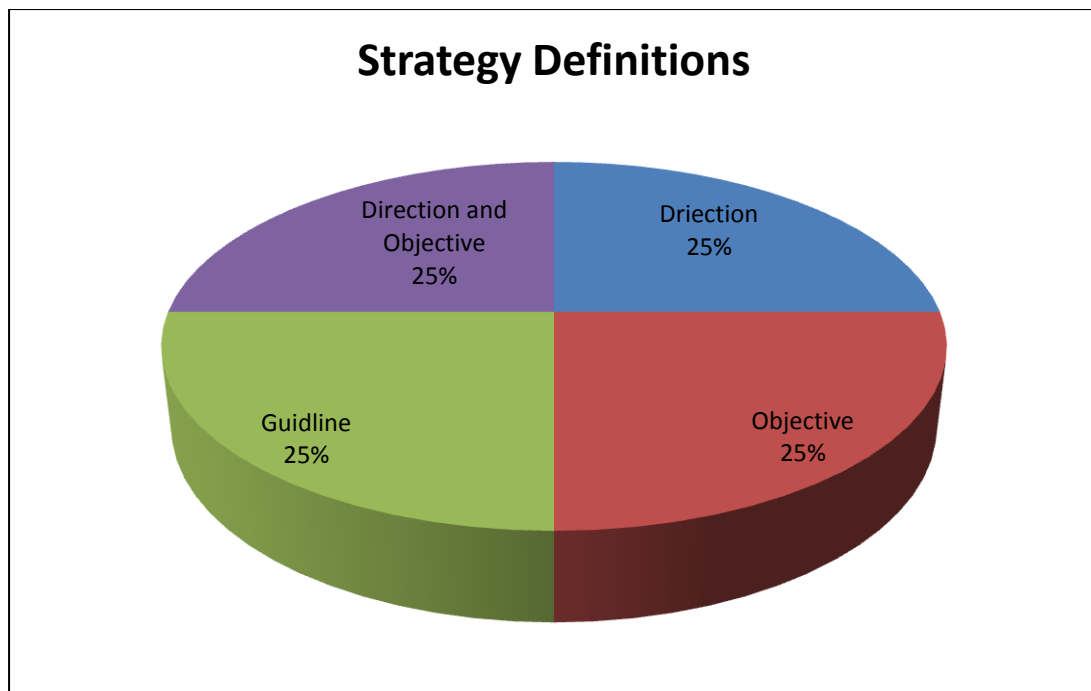 Strategy Definitions
Direction and
Objective
25%
Driection
25%
Guidline
25%
Objective
25%